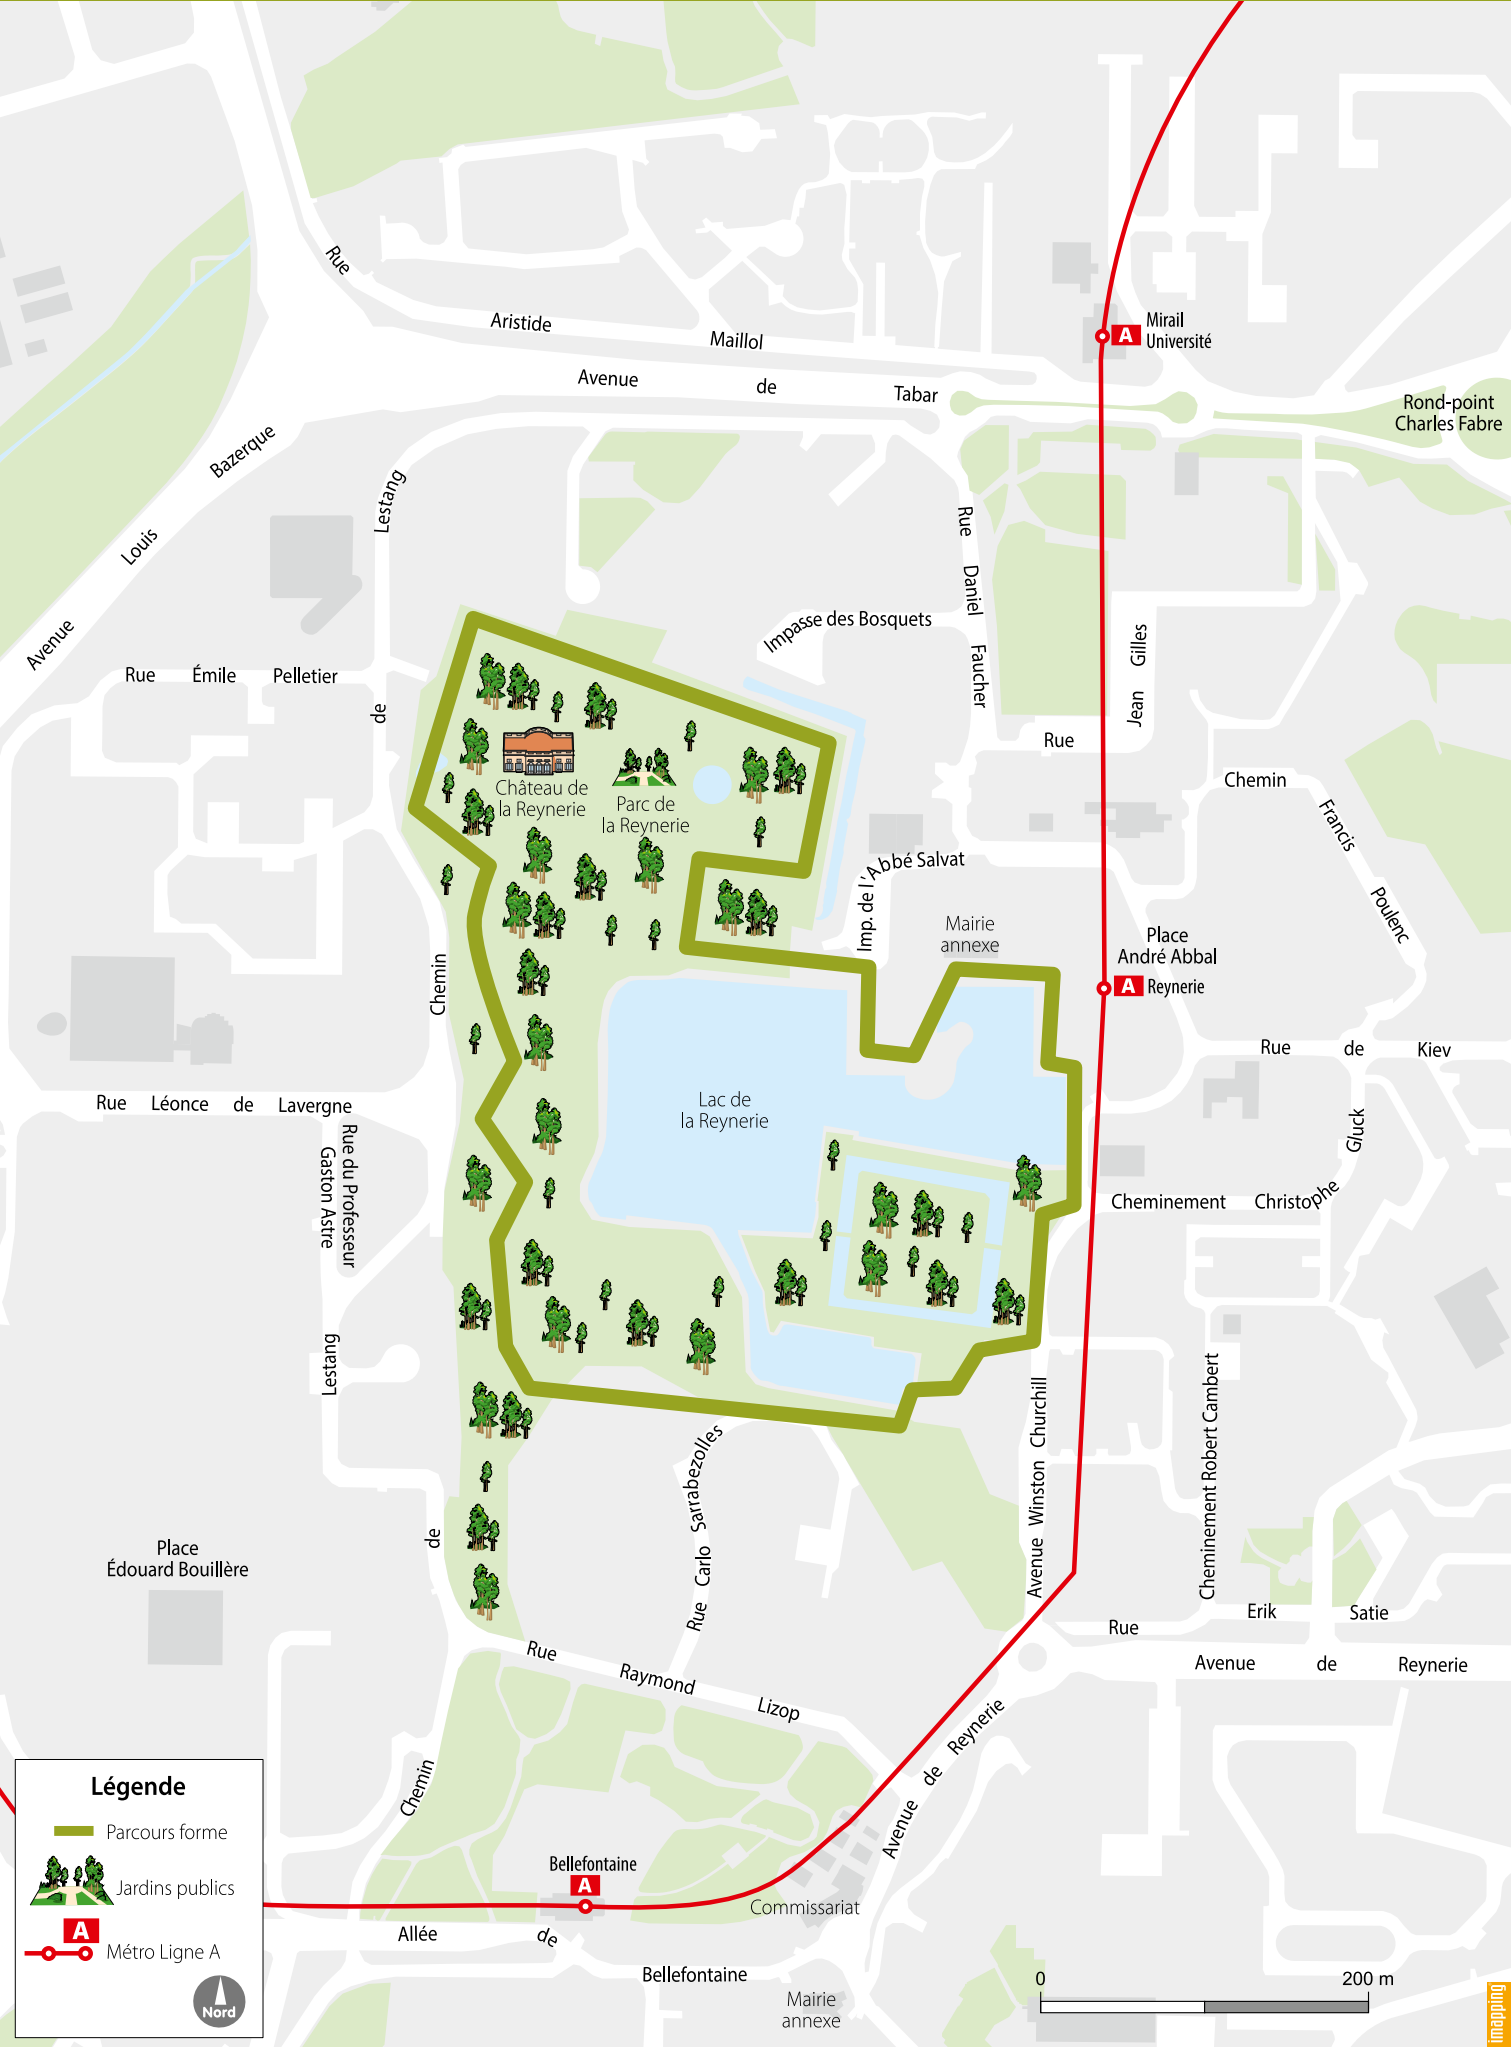 Rue
Aristide
Maillol
Mirail
Université
Avenue de Tabar
Rond-point
Charles Fabre
Avenue Louis Bazerque
Lestang
Rue Daniel Faucher
Impasse des Bosquets
Rue Émile Pelletier
de
Rue Jean Gilles
Chemin Francis Poulenc
Château de
la Reynerie
Parc de
la Reynerie
Imp. de l'Abbé Salvat
Mairie
annexe
Place
André Abbal
A Reynerie
A
Chemin
Rue de Kiev
Lac de
la Reynerie
Rue Léonce de Lavergne
Rue du Professeur
Gaston Astre
Cheminement Christophe Gluck
Lestang
Avenue Winston Churchill
Cheminement Robert Cambert
Rue Carlo Sarrabezolles
de
Place
Édouard Bouillère
Rue Erik Satie
Avenue de Reynerie
Rue Raymond Lizop
Avenue de Reynerie
Chemin
Légende
Parcours forme
Jardins publics
A
Métro Ligne A
Nord
Bellefontaine
A
Commissariat
Allée de Bellefontaine
Mairie
annexe
0 200 m
imapping